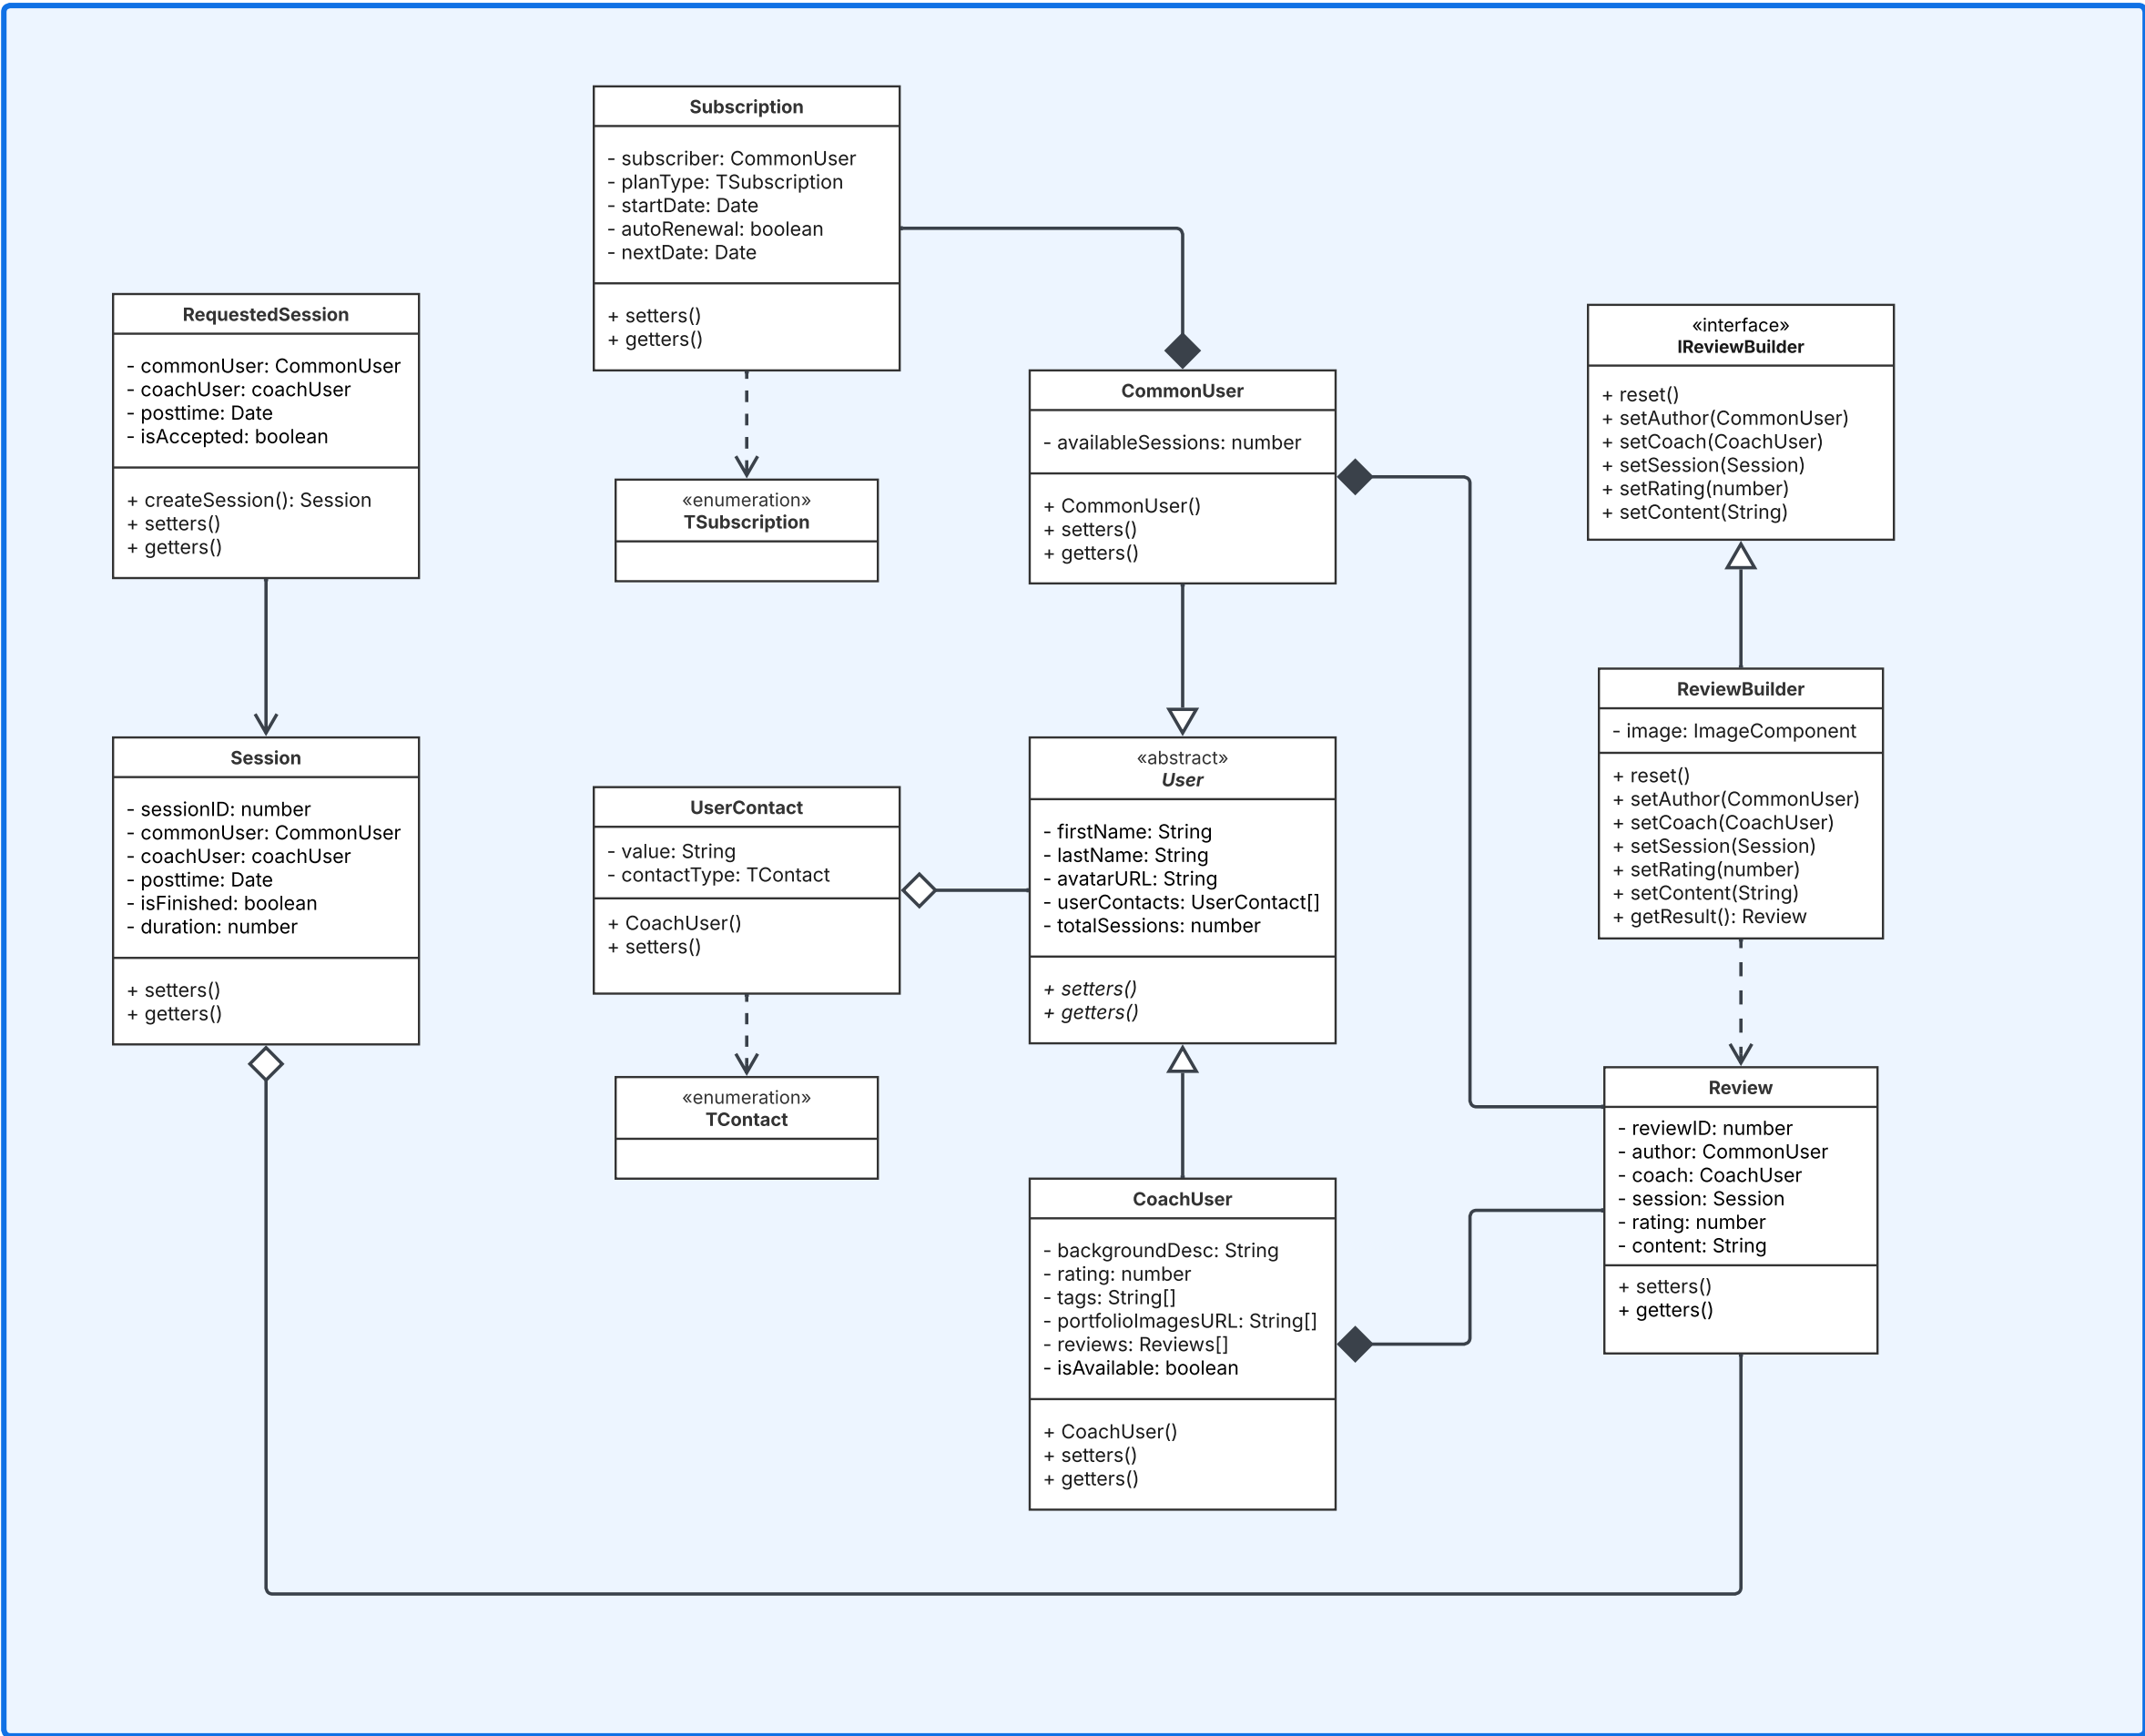 Subscription
- subscriber: CommonUser
- planType: TSubscription
- startDate: Date
- autoRenewal: boolean
- nextDate: Date
+ setters()
+ getters()
RequestedSession
- commonUser: CommonUser
- coachUser: coachUser
- posttime: Date
- isAccepted: boolean
+ createSession(): Session
+ setters()
+ getters()
«enumeration»
TSubscription
CommonUser
- availableSessions: number
+ CommonUser()
+ setters()
+ getters()
«interface»
IReviewBuilder
+ reset()
+ setAuthor(CommonUser)
+ setCoach(CoachUser)
+ setSession(Session)
+ setRating(number)
+ setContent(String)
Session
- sessionID: number
- commonUser: CommonUser
- coachUser: coachUser
- posttime: Date
- isFinished: boolean
- duration: number
+ setters()
+ getters()
UserContact
- value: String
- contactType: TContact
+ CoachUser()
+ setters()
«abstract»
User
- firstName: String
- lastName: String
- avatarURL: String
- userContacts: UserContact[]
- totalSessions: number
+ setters()
+ getters()
ReviewBuilder
- image: ImageComponent
+ reset()
+ setAuthor(CommonUser)
+ setCoach(CoachUser)
+ setSession(Session)
+ setRating(number)
+ setContent(String)
+ getResult(): Review
«enumeration»
TContact
CoachUser
- backgroundDesc: String
- rating: number
- tags: String[]
- portfolioImagesURL: String[]
- reviews: Reviews[]
- isAvailable: boolean
+ CoachUser()
+ setters()
+ getters()
Review
- reviewID: number
- author: CommonUser
- coach: CoachUser
- session: Session
- rating: number
- content: String
+ setters()
+ getters()